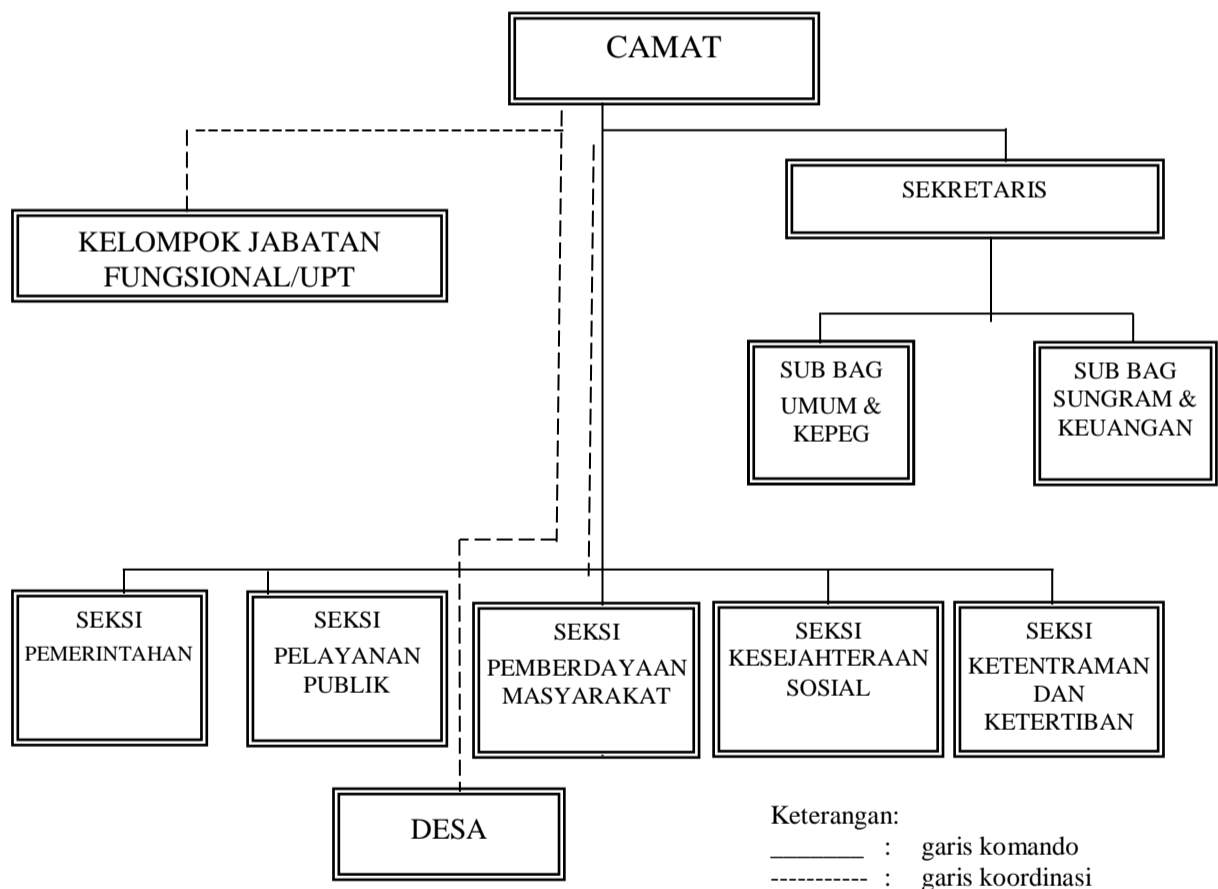 CAMAT
SEKRETARIS
KELOMPOK JABATAN
FUNGSIONAL/UPT
SUB BAG
UMUM &
KEPEG
SUB BAG
SUNGRAM &
KEUANGAN
SEKSI
PEMERINTAHAN
SEKSI
PELAYANAN
PUBLIK
SEKSI
PEMBERDAYAAN
MASYARAKAT
SEKSI
KESEJAHTERAAN
SOSIAL
SEKSI
KETENTRAMAN
DAN
KETERTIBAN
DESA
Keterangan:
________ : garis komando
----------- : garis koordinasi